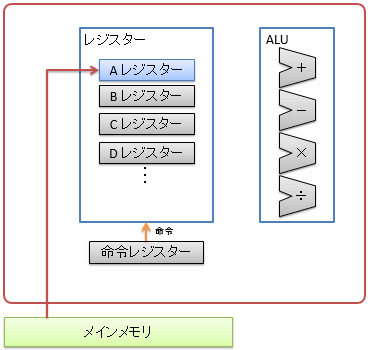 レジスター
ALU
A レジスター
B レジスター
C レジスター
D レジスター
⋮
+
−
×
÷
命令
命令レジスター
メインメモリ